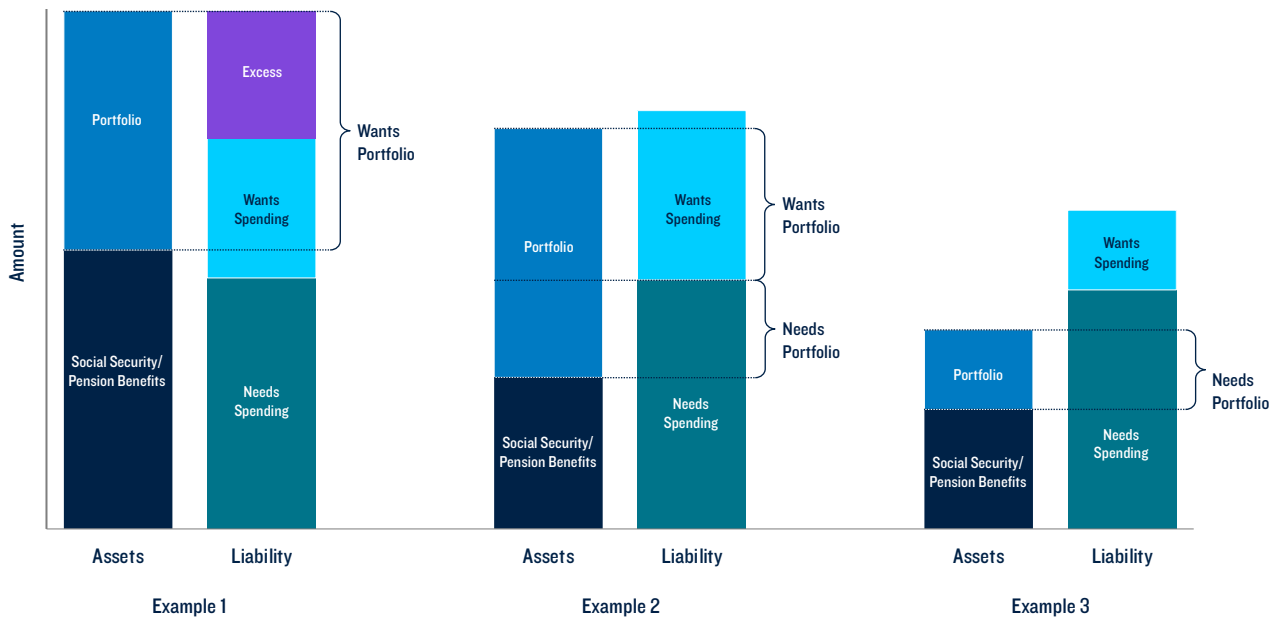 Amount
Portfolio
Social Security/
Pension Benefits
Excess
Wants
Spending
Needs
Spending
Wants
Portfolio
Assets
Liability
Example 1
Portfolio
Social Security/
Pension Benefits
Wants
Spending
Needs
Spending
Wants
Portfolio
Needs
Portfolio
Assets
Liability
Example 2
Portfolio
Social Security/
Pension Benefits
Wants
Spending
Needs
Spending
Needs
Portfolio
Assets
Liability
Example 3